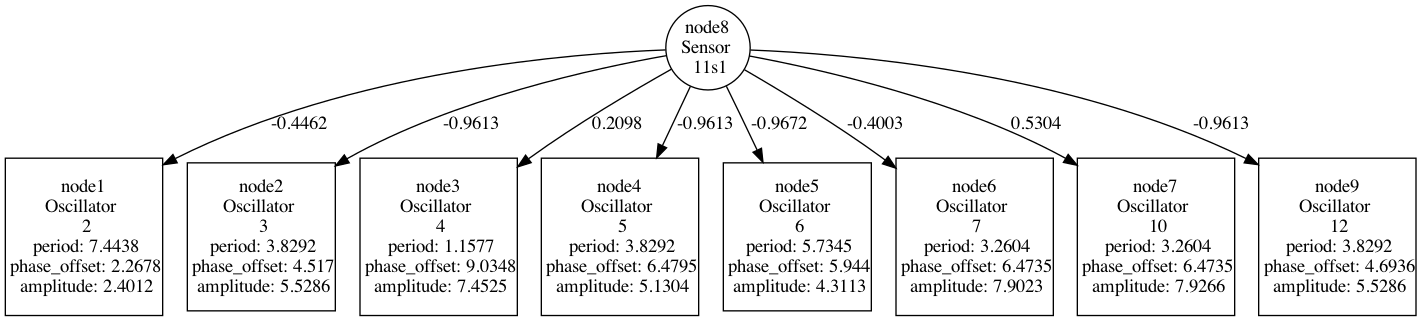 node8
Sensor
11s1
-0.4462
-0.9613
0.2098
-0.9613
-0.9672
-0.4003
0.5304
-0.9613
node1
Oscillator
2
period: 7.4438
phase_offset: 2.2678
amplitude: 2.4012
node2
Oscillator
3
period: 3.8292
phase_offset: 4.517
amplitude: 5.5286
node3
Oscillator
4
period: 1.1577
phase_offset: 9.0348
amplitude: 7.4525
node4
Oscillator
5
period: 3.8292
phase_offset: 6.4795
amplitude: 5.1304
node5
Oscillator
6
period: 5.7345
phase_offset: 5.944
amplitude: 4.3113
node6
Oscillator
7
period: 3.2604
phase_offset: 6.4735
amplitude: 7.9023
node7
Oscillator
10
period: 3.2604
phase_offset: 6.4735
amplitude: 7.9266
node9
Oscillator
12
period: 3.8292
phase_offset: 4.6936
amplitude: 5.5286